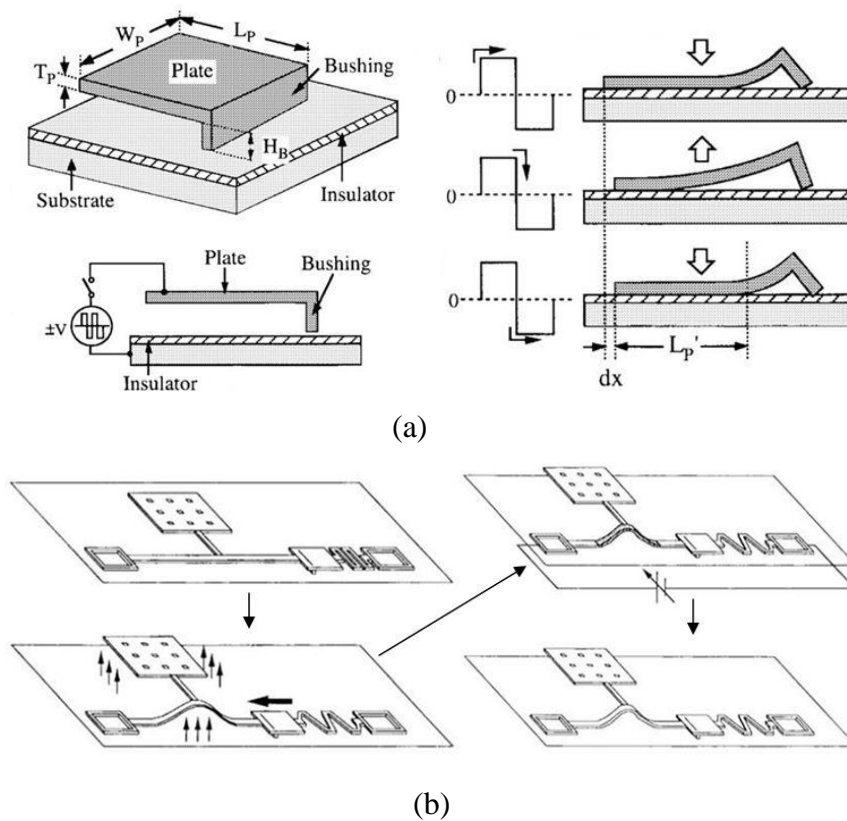 W_P
L_P
T_P
Plate
Bushing
H_B
Substrate
Insulator
Plate
Bushing
±V
Insulator
0
0
0
L_P'
dx
(a)
(b)